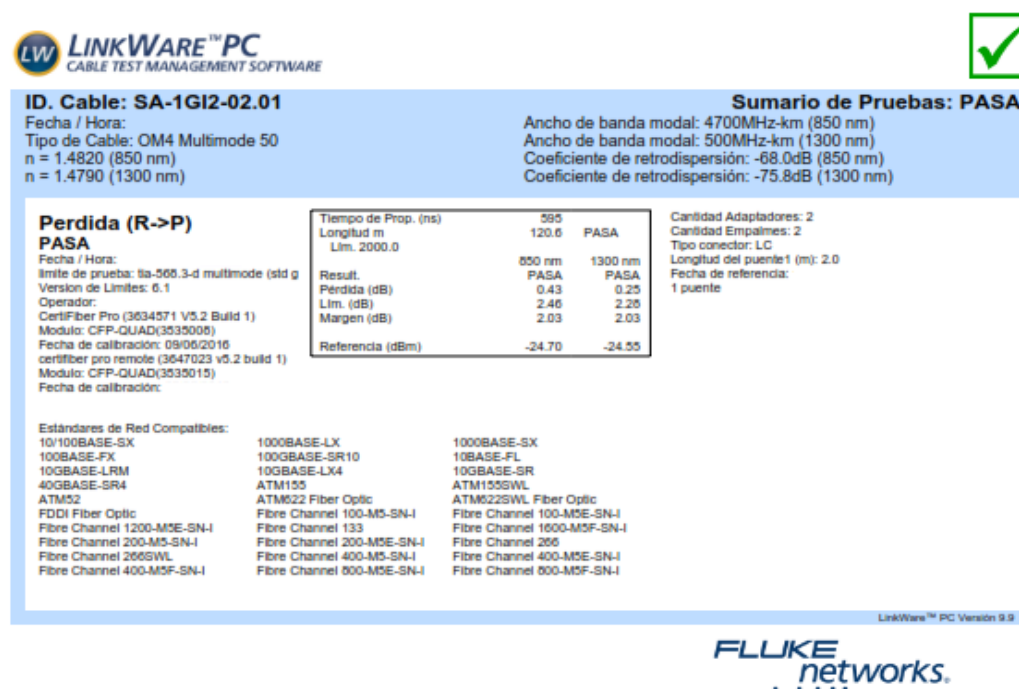 LW LINKWARE™PC
CABLE TEST MANAGEMENT SOFTWARE
ID. Cable: SA-1GI2-02.01
Sumario de Pruebas: PASA
Fecha / Hora:
Tipo de Cable: OM4 Multimode 50
n = 1.4820 (850 nm)
n = 1.4790 (1300 nm)
Ancho de banda modal: 4700MHz-km (850 nm)
Ancho de banda modal: 500MHz-km (1300 nm)
Coeficiente de retrodispersión: -68.0dB (850 nm)
Coeficiente de retrodispersión: -75.8dB (1300 nm)
Perdida (R->P)
PASA
Fecha / Hora:
limite de prueba: tia-568.3-d multimode (std g
Version de Limites: 6.1
Operador:
CertiFiber Pro (3634571 V5.2 Build 1)
Modulo: CFP-QUAD(3535008)
Fecha de calibración: 09/06/2016
certifiber pro remote (3647023 v5.2 build 1)
Modulo: CFP-QUAD(3535015)
Fecha de calibración:
Tiempo de Prop. (ns) 595
Longitud m 120.6 PASA
Lím. 2000.0
850 nm 1300 nm
Result. PASA PASA
Pérdida (dB) 0.43 0.25
Lím. (dB) 2.46 2.28
Margen (dB) 2.03 2.03
Referencia (dBm) -24.70 -24.55
Cantidad Adaptadores: 2
Cantidad Empalmes: 2
Tipo conector: LC
Longitud del puente1 (m): 2.0
Fecha de referencia:
1 puente
Estándares de Red Compatibles:
10/100BASE-SX 1000BASE-LX 1000BASE-SX
100BASE-FX 100GBASE-SR10 10BASE-FL
10GBASE-LRM 10GBASE-LX4 10GBASE-SR
40GBASE-SR4 ATM155 ATM155SWL
ATM52 ATM622 Fiber Optic ATM622SWL Fiber Optic
FDDI Fiber Optic Fibre Channel 100-M5-SN-I Fibre Channel 100-M5E-SN-I
Fibre Channel 1200-M5E-SN-I Fibre Channel 133 Fibre Channel 1600-M5F-SN-I
Fibre Channel 200-M5-SN-I Fibre Channel 200-M5E-SN-I Fibre Channel 266
Fibre Channel 266SWL Fibre Channel 400-M5-SN-I Fibre Channel 400-M5E-SN-I
Fibre Channel 400-M5F-SN-I Fibre Channel 800-M5E-SN-I Fibre Channel 800-M5F-SN-I
LinkWare™ PC Versión 9.9
FLUKE
networks.